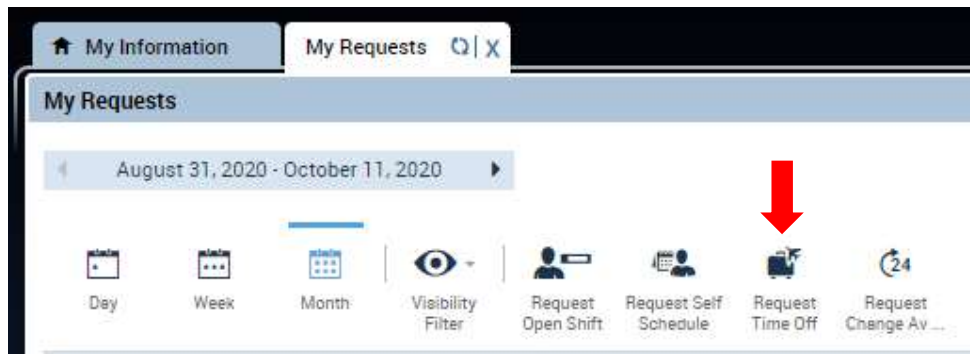 My Information
My Requests
X
My Requests
August 31, 2020 - October 11, 2020
24
Day
Week
Month
Visibility
Filter
Request
Open Shift
Request Self
Schedule
Request
Time Off
Request
Change Av ...